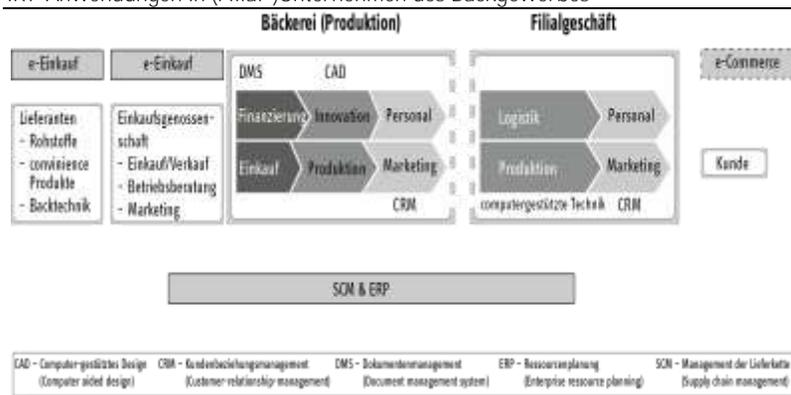 Bäckerei (Produktion)
Filialgeschäft
e-Einkauf
e-Einkauf
e-Commerce
DMS
CAD
Lieferanten
- Rohstoffe
- convinience
Produkte
- Backtechnik
Einkaufsgenossen-
schaft
- Einkauf/Verkauf
- Betriebsberatung
- Marketing
Finanzierung
Innovation
Personal
Einkauf
Produktion
Marketing
CRM
Logistik
Personal
Produktion
Marketing
computergestützte Technik
CRM
Kunde
SCM & ERP
CAD - Computer-gestütztes Design
(Computer aided design)
CRM - Kundenbeziehungsmanagement
(Customer-relationship-management)
DMS - Dokumentenmanagement
(Document management system)
ERP - Ressourcenplanung
(Enterprise ressource planning)
SCM - Management der Lieferkette
(Supply chain management)